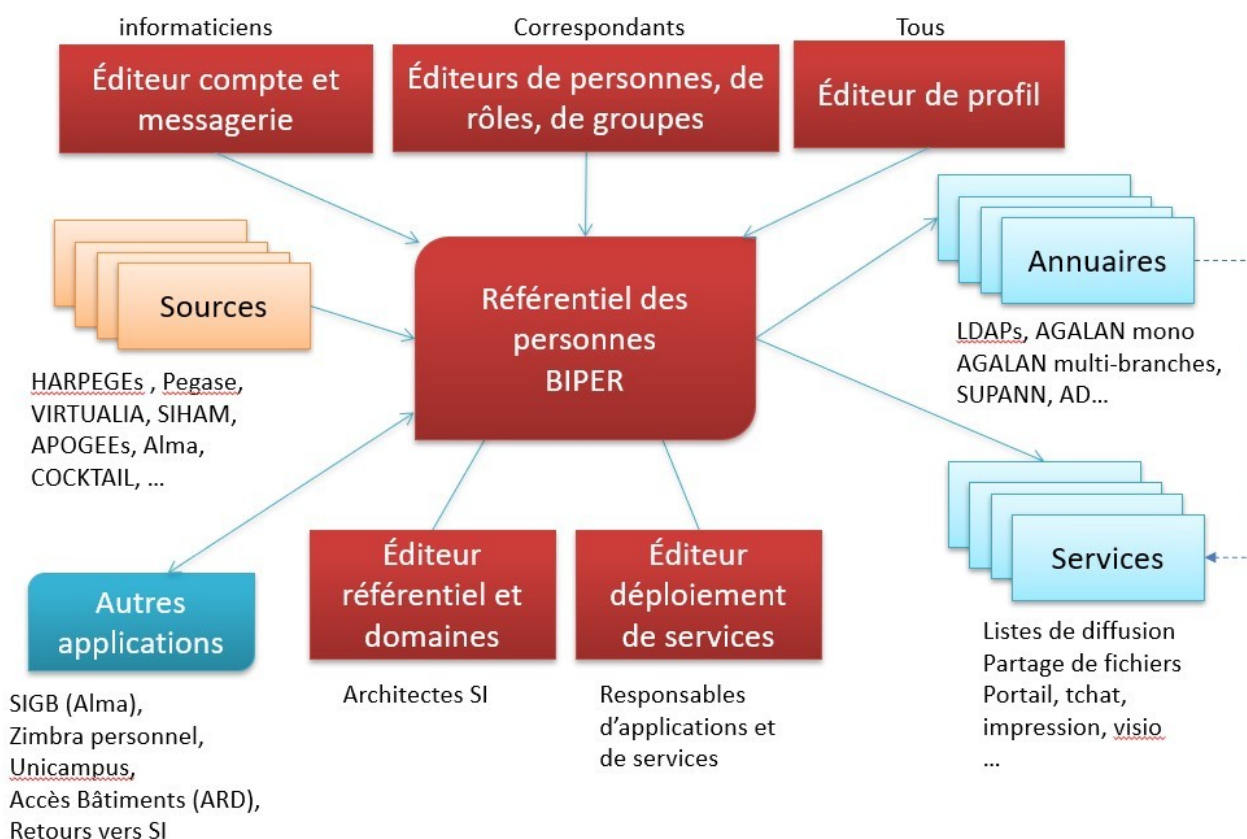 informaticiens
Éditeur compte et
messagerie
Correspondants
Éditeurs de personnes, de
rôles, de groupes
Tous
Éditeur de profil
Sources
HARPEGEs , Pegase,
VIRTUALIA, SIHAM,
APOGEEs, Alma,
COCKTAIL, ...
Référentiel des
personnes
BIPER
Annuaires
LDAPs, AGALAN mono
AGALAN multi-branches,
SUPANN, AD...
Autres
applications
SIGB (Alma),
Zimbra personnel,
Unicampus,
Accès Bâtiments (ARD),
Retours vers SI
Éditeur
référentiel et
domaines
Architectes SI
Éditeur
déploiement
de services
Responsables
d’applications et
de services
Services
Listes de diffusion
Partage de fichiers
Portail, tchat,
impression, visio
...